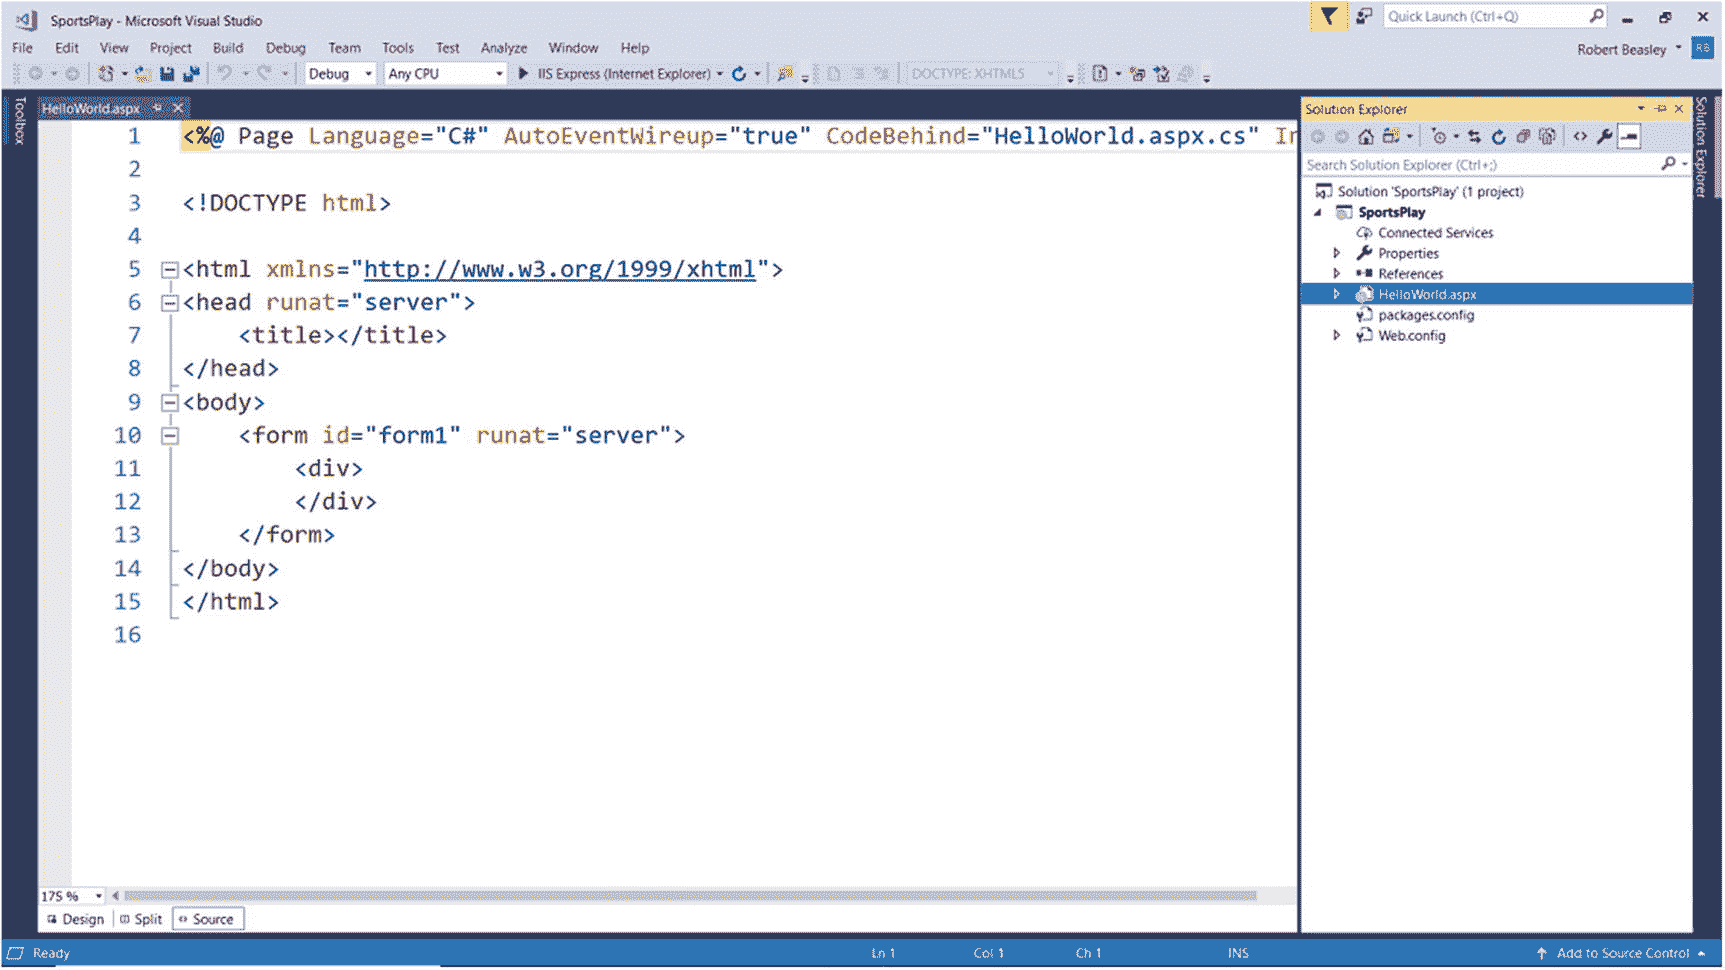 SportsPlay - Microsoft Visual Studio
Quick Launch (Ctrl+Q)
File Edit View Project Build Debug Team Tools Test Analyze Window Help
Robert Beasley RB
Debug Any CPU IIS Express (Internet Explorer) DOCTYPE: XHTML5
Toolbox
HelloWorld.aspx
1 <%@ Page Language="C#" AutoEventWireup="true" CodeBehind="HelloWorld.aspx.cs" In
2
3 <!DOCTYPE html>
4
5 <html xmlns="http://www.w3.org/1999/xhtml">
6 <head runat="server">
7 <title></title>
8 </head>
9 <body>
10 <form id="form1" runat="server">
11 <div>
12 </div>
13 </form>
14 </body>
15 </html>
16
175 %
Design Split Source
Solution Explorer
Search Solution Explorer (Ctrl+;)
Solution 'SportsPlay' (1 project)
SportsPlay
Connected Services
Properties
References
HelloWorld.aspx
packages.config
Web.config
Solution Explorer
Ready Ln 1 Col 1 Ch 1 INS Add to Source Control